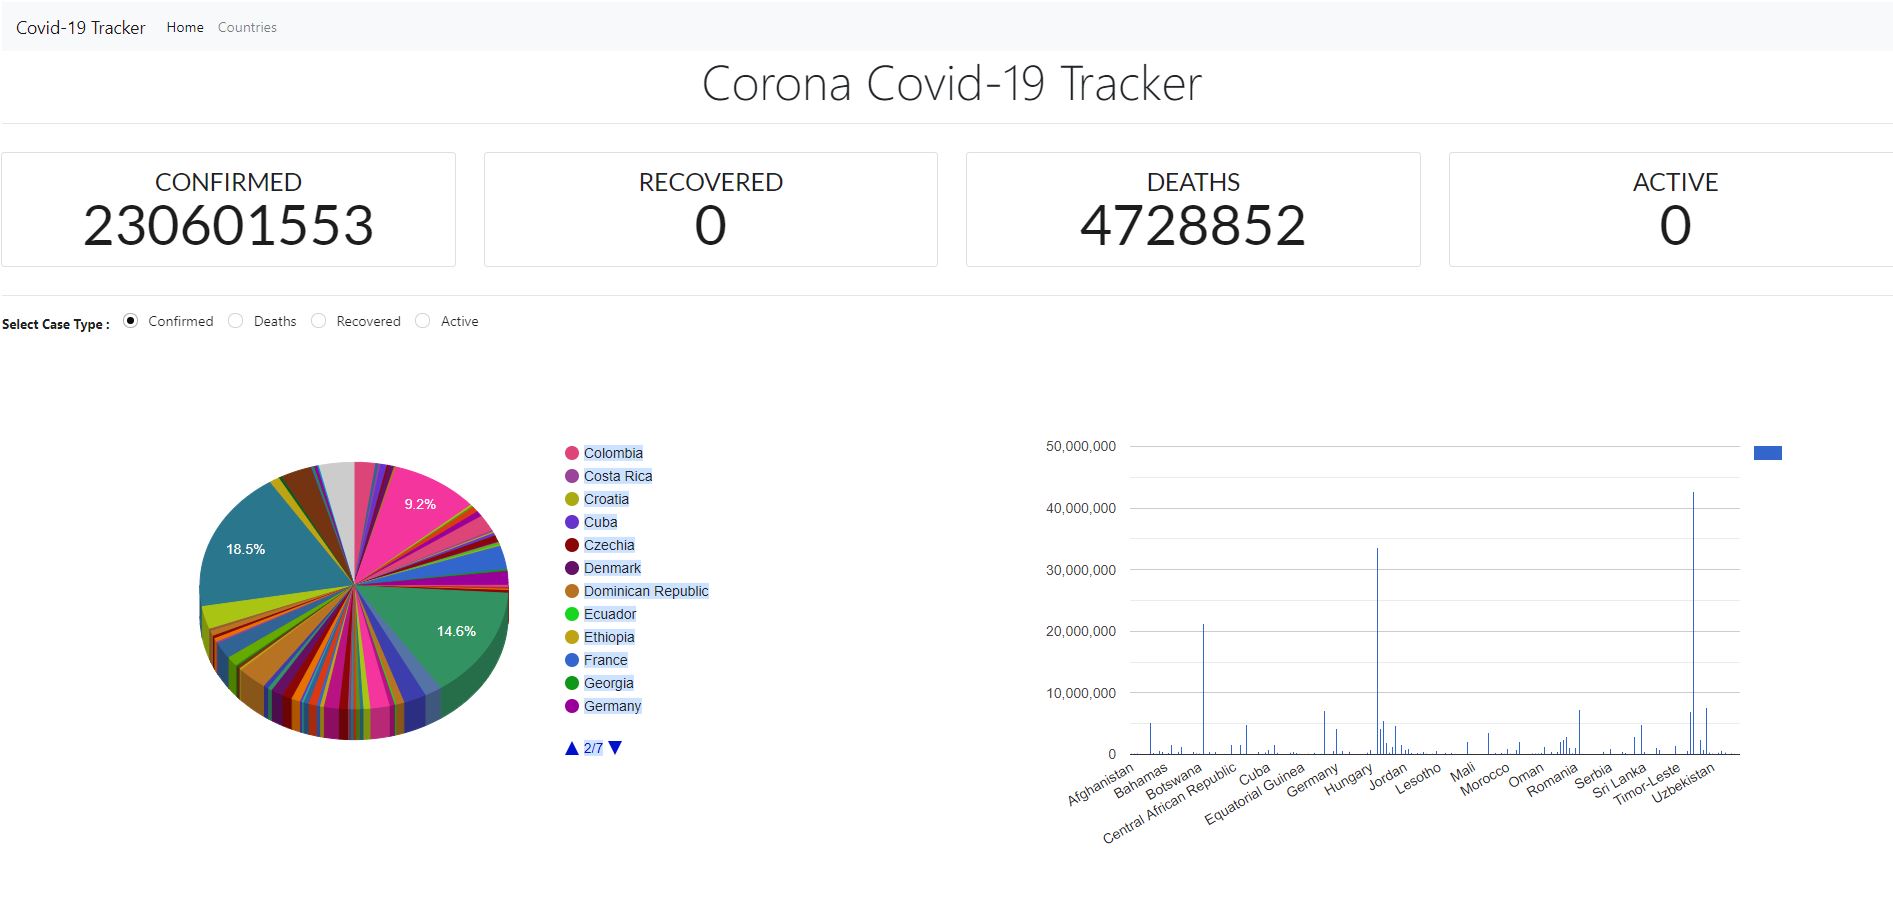 Covid-19 Tracker Home Countries
Corona Covid-19 Tracker
CONFIRMED
230601553
RECOVERED
0
DEATHS
4728852
ACTIVE
0
Select Case Type : Confirmed Deaths Recovered Active
9.2%
18.5%
14.6%
Colombia
Costa Rica
Croatia
Cuba
Czechia
Denmark
Dominican Republic
Ecuador
Ethiopia
France
Georgia
Germany
2/7
50,000,000
40,000,000
30,000,000
20,000,000
10,000,000
0
Afghanistan
Bahamas
Botswana
Central African Republic
Cuba
Equatorial Guinea
Germany
Hungary
Jordan
Lesotho
Mali
Morocco
Oman
Romania
Serbia
Sri Lanka
Timor-Leste
Uzbekistan